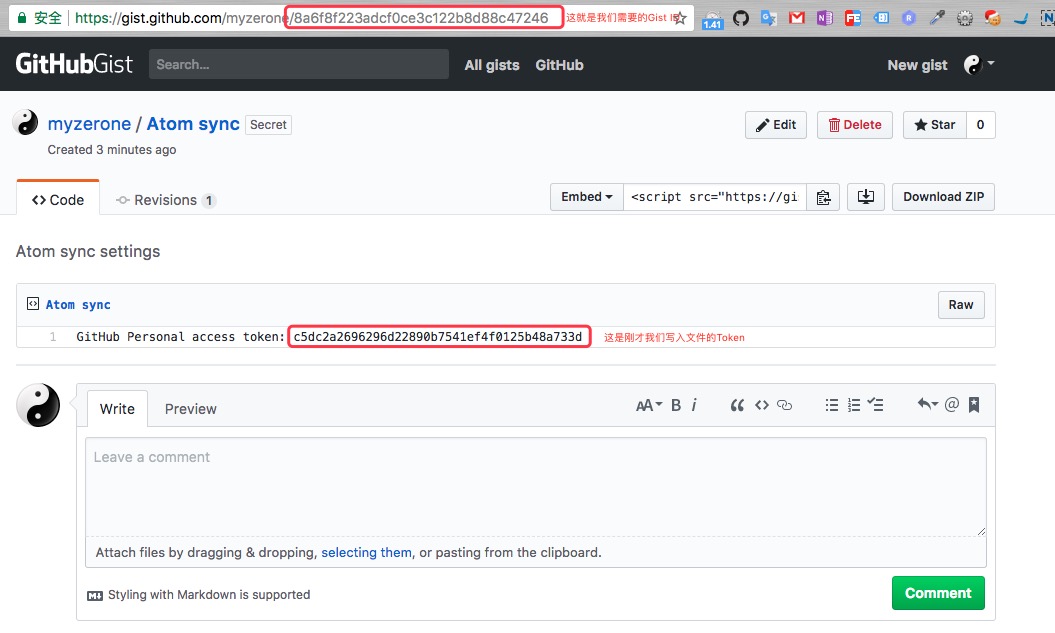 安全 https://gist.github.com/myzerone/8a6f8f223adcf0ce3c122b8d88c47246 这就是我们需要的Gist
1.41
GitHubGist Search... All gists GitHub New gist
myzerone / Atom sync Secret Edit Delete Star 0
Created 3 minutes ago
Code Revisions 1 Embed <script src="https://gi Download ZIP
Atom sync settings
Atom sync Raw
1 GitHub Personal access token: c5dc2a2696296d22890b7541ef4f0125b48a733d 这是刚才我们写入文件的Token
Write Preview AA B i
Leave a comment
Attach files by dragging & dropping, selecting them, or pasting from the clipboard.
Styling with Markdown is supported Comment